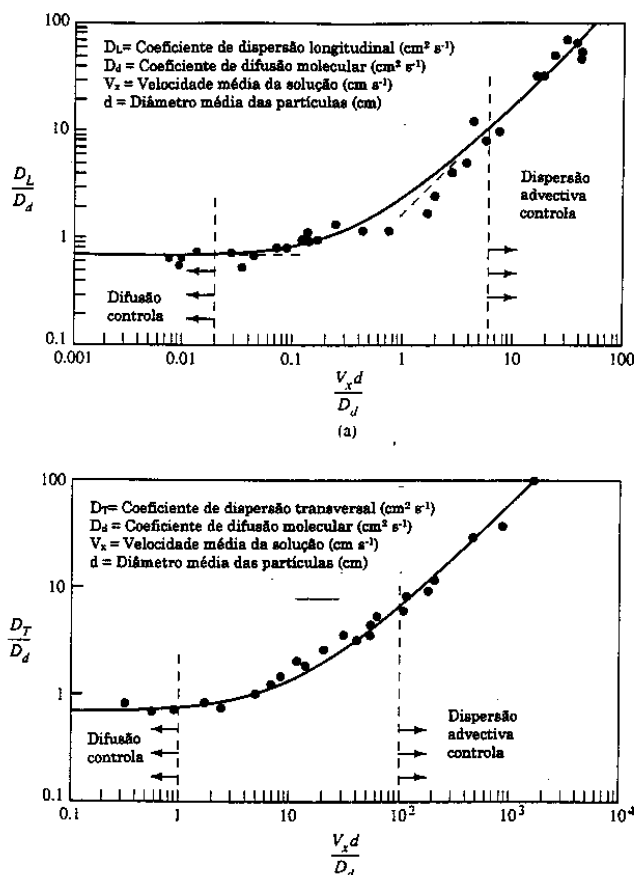 100
10
1
0.1
D_L
D_d
D_L= Coeficiente de dispersão longitudinal (cm² s⁻¹)
D_d = Coeficiente de difusão molecular (cm² s⁻¹)
V_x = Velocidade média da solução (cm s⁻¹)
d = Diâmetro média das partículas (cm)
Dispersão
advectiva
controla
Difusão
controla
0.001 0.01 0.1 1 10 100
V_x d
D_d
(a)
100
10
1
0.1
D_T
D_d
D_T= Coeficiente de dispersão transversal (cm² s⁻¹)
D_d = Coeficiente de difusão molecular (cm² s⁻¹)
V_x = Velocidade média da solução (cm s⁻¹)
d = Diâmetro média das partículas (cm)
Difusão
controla
Dispersão
advectiva
controla
0.1 1 10 10² 10³ 10⁴
V_x d
D_d